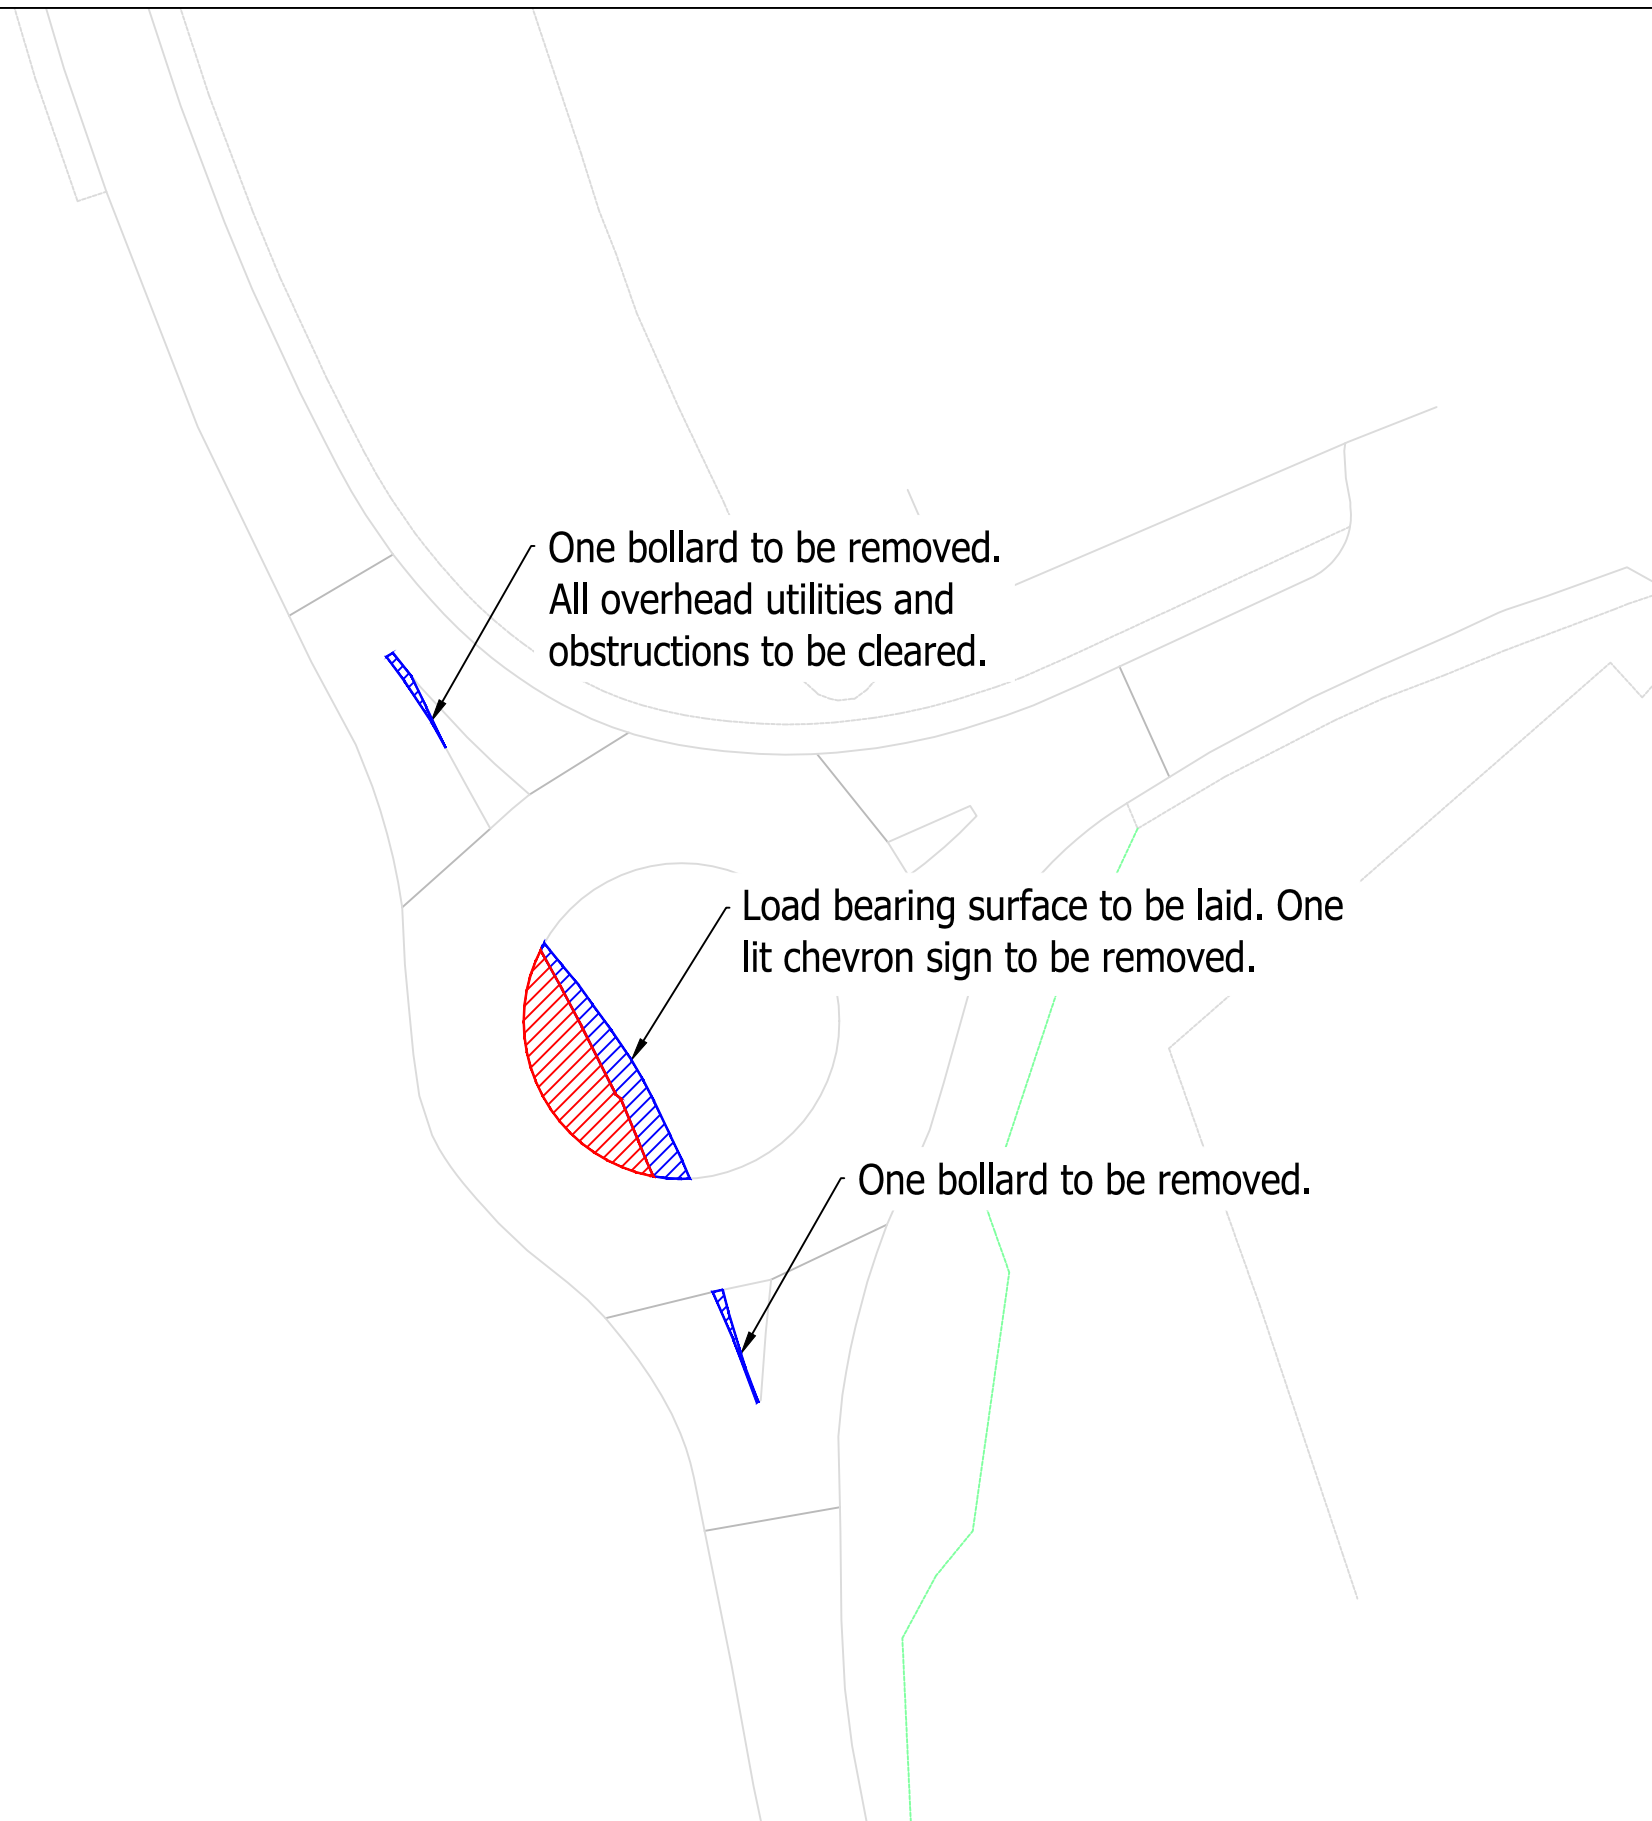 One bollard to be removed.
All overhead utilities and
obstructions to be cleared.
Load bearing surface to be laid. One
lit chevron sign to be removed.
One bollard to be removed.